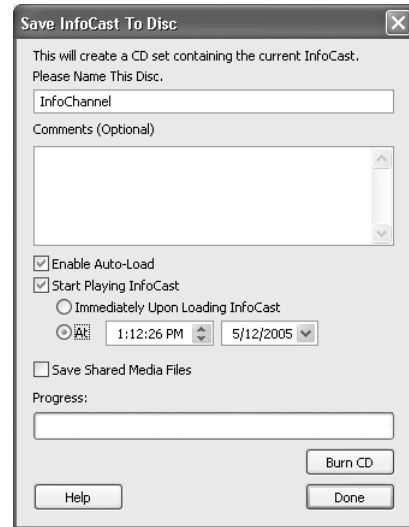 Save InfoCast To Disc
This will create a CD set containing the current InfoCast.
Please Name This Disc.
InfoChannel
Comments (Optional)
Enable Auto-Load
Start Playing InfoCast
Immediately Upon Loading InfoCast
At 1:12:26 PM 5/12/2005
Save Shared Media Files
Progress:
Burn CD
Help Done